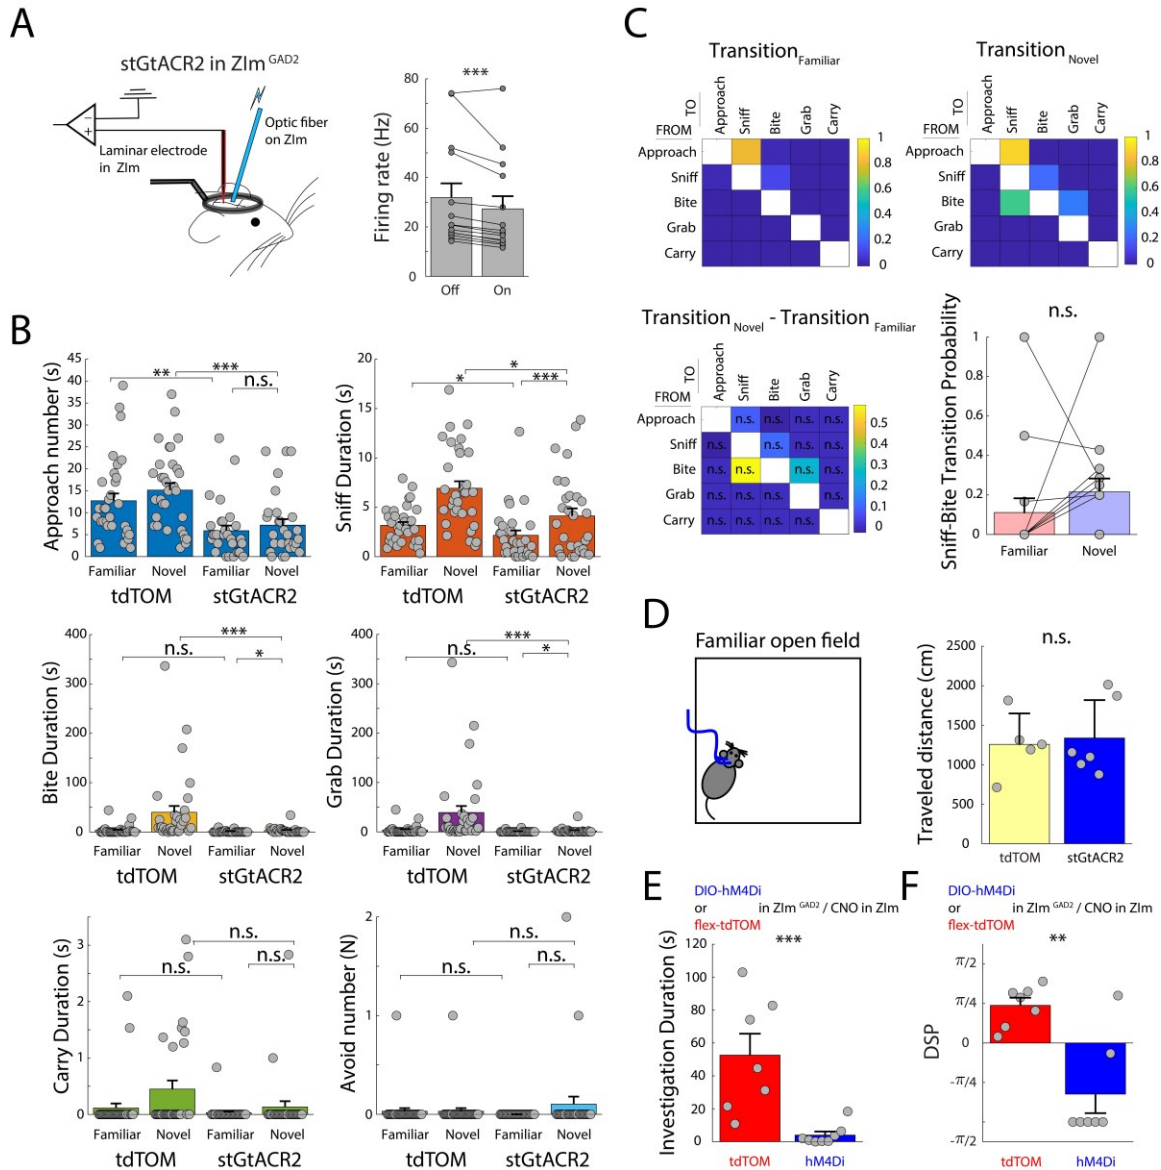 A
stGtACR2 in ZIm GAD2
Optic fiber
on ZIm
Laminar electrode
in ZIm
− +
***
Firing rate (Hz)
80
60
40
20
0
Off On
B
Approach number (s)
45
40
35
30
25
20
15
10
5
0
** *** n.s.
Familiar Novel Familiar Novel
tdTOM stGtACR2
Sniff Duration (s)
20
15
10
5
0
* * ***
Familiar Novel Familiar Novel
tdTOM stGtACR2
Bite Duration (s)
400
300
200
100
0
n.s. *** *
Familiar Novel Familiar Novel
tdTOM stGtACR2
Grab Duration (s)
400
300
200
100
0
n.s. *** *
Familiar Novel Familiar Novel
tdTOM stGtACR2
Carry Duration (s)
3
2
1
0
n.s. n.s. n.s.
Familiar Novel Familiar Novel
tdTOM stGtACR2
Avoid number (N)
2
1
0
n.s. n.s. n.s.
Familiar Novel Familiar Novel
tdTOM stGtACR2
C
Transition Familiar
TO
FROM
Approach Sniff Bite Grab Carry
Approach
Sniff
Bite
Grab
Carry
1
0.8
0.6
0.4
0.2
0
Transition Novel
TO
FROM
Approach Sniff Bite Grab Carry
Approach
Sniff
Bite
Grab
Carry
1
0.8
0.6
0.4
0.2
0
Transition Novel - Transition Familiar
TO
FROM
Approach Sniff Bite Grab Carry
Approach n.s. n.s. n.s. n.s.
Sniff n.s. n.s. n.s. n.s.
Bite n.s. n.s. n.s. n.s.
Grab n.s. n.s. n.s. n.s.
Carry n.s. n.s. n.s. n.s.
0.5
0.4
0.3
0.2
0.1
0
n.s.
Sniff-Bite Transition Probability
1
0.8
0.6
0.4
0.2
0
Familiar Novel
D
Familiar open field
n.s.
Traveled distance (cm)
2500
2000
1500
1000
500
0
tdTOM stGtACR2
E
DIO-hM4Di
or in ZIm GAD2 / CNO in ZIm
flex-tdTOM
***
Investigation Duration (s)
120
100
80
60
40
20
0
tdTOM hM4Di
F
DIO-hM4Di
or in ZIm GAD2 / CNO in ZIm
flex-tdTOM
**
DSP
π/2
π/4
0
-π/4
-π/2
tdTOM hM4Di